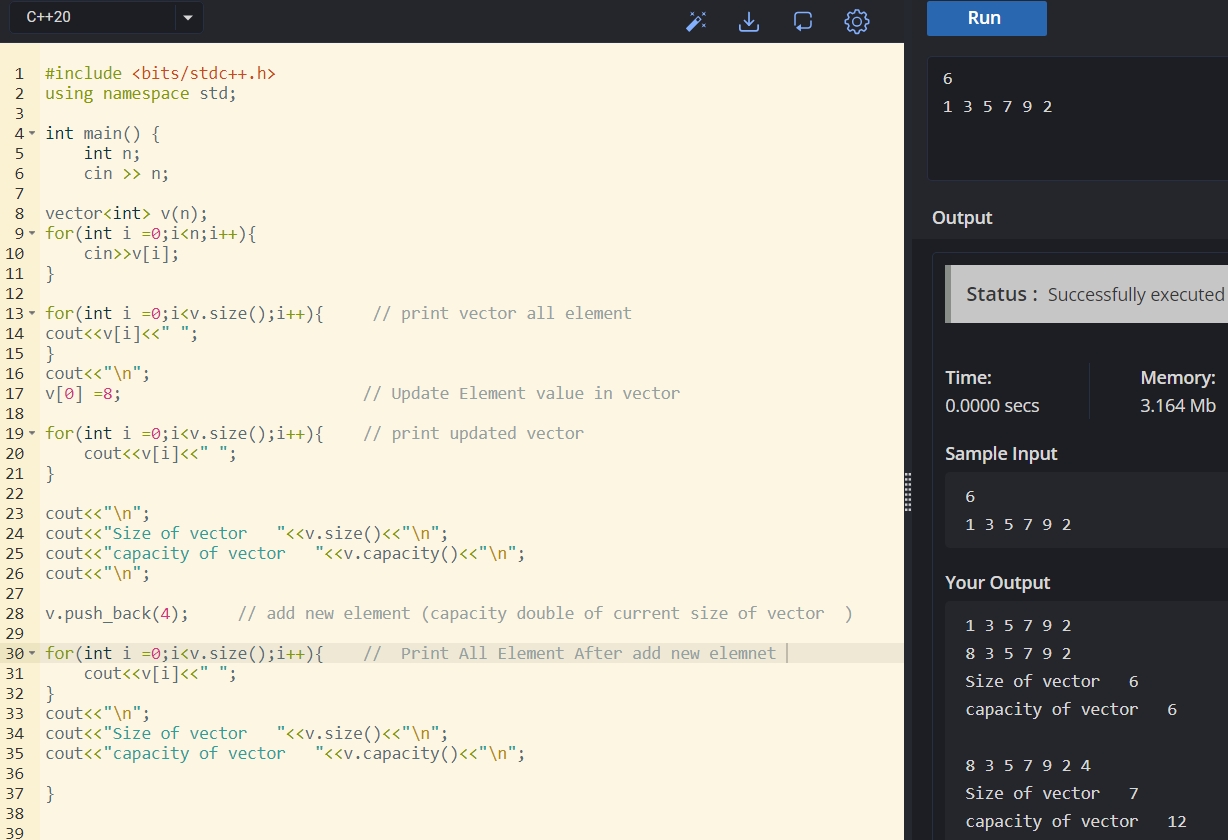 C++20
1 #include <bits/stdc++.h>
2 using namespace std;
3
4 int main() {
5     int n;
6     cin >> n;
7
8 vector<int> v(n);
9 for(int i =0;i<n;i++){
10     cin>>v[i];
11 }
12
13 for(int i =0;i<v.size();i++){     // print vector all element
14 cout<<v[i]<<" ";
15 }
16 cout<<"\n";
17 v[0] =8;                         // Update Element value in vector
18
19 for(int i =0;i<v.size();i++){    // print updated vector
20     cout<<v[i]<<" ";
21 }
22
23 cout<<"\n";
24 cout<<"Size of vector   "<<v.size()<<"\n";
25 cout<<"capacity of vector   "<<v.capacity()<<"\n";
26 cout<<"\n";
27
28 v.push_back(4);     // add new element (capacity double of current size of vector  )
29
30 for(int i =0;i<v.size();i++){    //  Print All Element After add new elemnet
31     cout<<v[i]<<" ";
32 }
33 cout<<"\n";
34 cout<<"Size of vector   "<<v.size()<<"\n";
35 cout<<"capacity of vector   "<<v.capacity()<<"\n";
36
37 }
38
39
Run
6
1 3 5 7 9 2
Output
Status : Successfully executed
Time: Memory:
0.0000 secs 3.164 Mb
Sample Input
6
1 3 5 7 9 2
Your Output
1 3 5 7 9 2
8 3 5 7 9 2
Size of vector   6
capacity of vector   6
8 3 5 7 9 2 4
Size of vector   7
capacity of vector   12